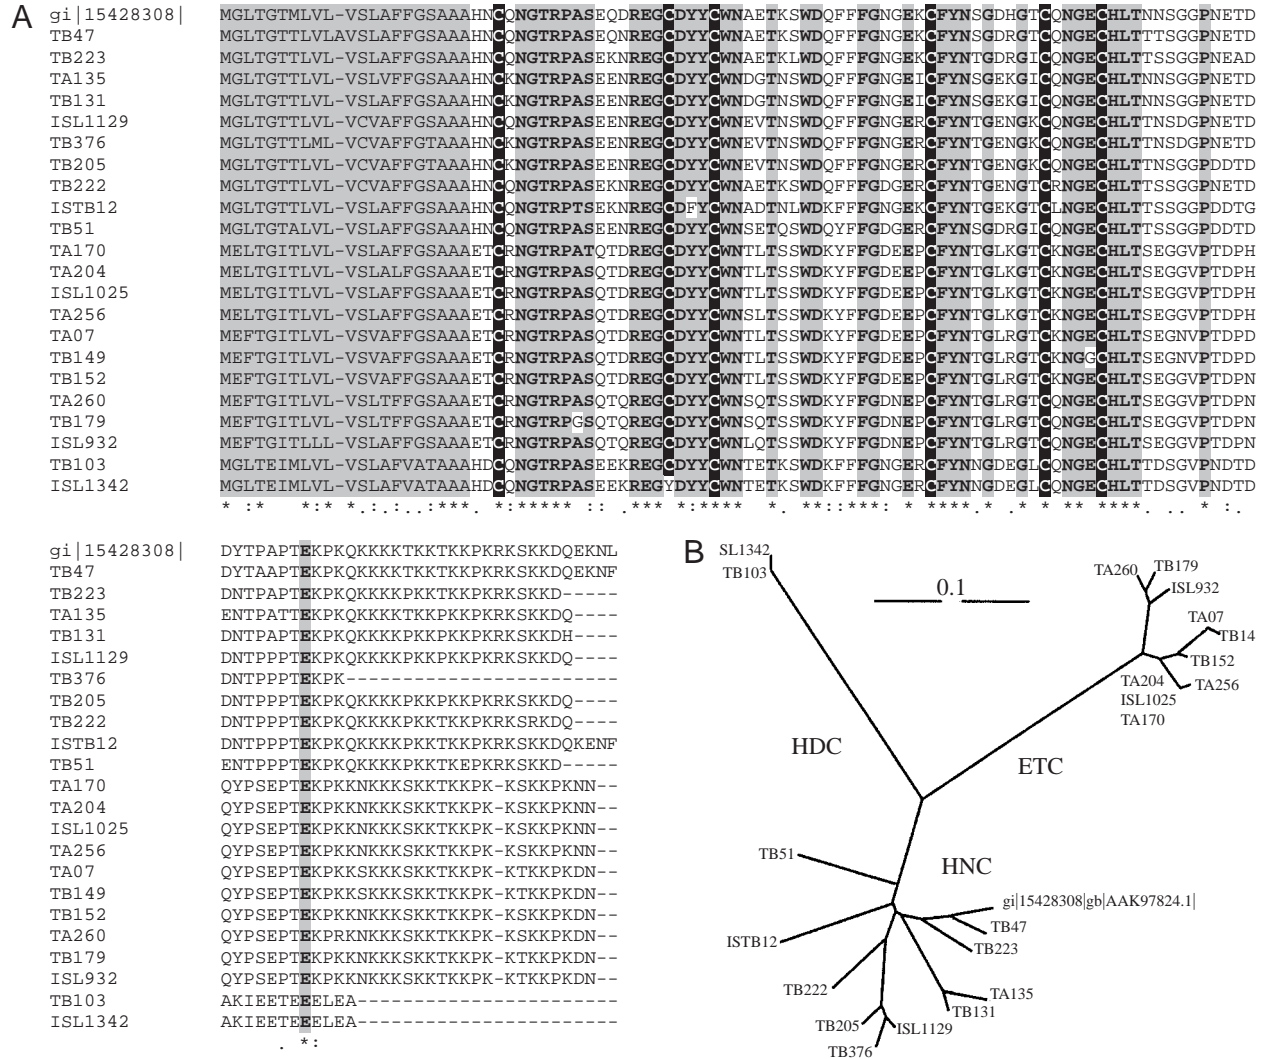 A
gi|15428308| MGLTGTMLVL-VSLAFFGSAAAHNCQNGTRPASEQDREGCDYYCWNAETKSWDQFFFGNGEKCFYNSGDHGTCQNGECHLTNNSGGPNETD
TB47 MGLTGTTLVLAVSLAFFGSAAAHNCQNGTRPASEQNREGCDYYCWNAETKSWDQFFFGNGEKCFYNSGDRGTCQNGECHLTTTSGGPNETD
TB223 MGLTGTTLVL-VSLAFFGSAAAHNCQNGTRPASEKNREGCDYYCWNAETKLWDQFFFGNGEKCFYNTGDRGICQNGECHLTTNSGGPNEAD
TA135 MGLTGTTLVL-VSLVFFGSAAAHNCKNGTRPASEKNREGCDYYCWNDGTNSWDQFFFGNGEICFYNSGEKGTCQNGECHLTNNSGGPNETD
TB131 MGLTGTTLVL-VSLAFFGSAAAHNCKNGTRPASEENREGCDYYCWNDGTNSWDQFFFGNGEICFYNSGEKGICQNGECHLTNNSGGPNETD
ISL1129 MGLTGTTLVL-VCVAFFGSAAAHNCQNGTRPASEENREGCDYYCWNEVTNSWDQFFFGNGERCFYNTGENGKCQNGECHLTTNSDGPNETD
TB376 MGLTGTTLML-VCVAFFGTAAAHNCKNGTRPASEENREGCDYYCWNEVTNSWDQFFFGNGERCFYNTGENGKCQNGECHLTTNSDGPNETD
TB205 MGLTGTTLVL-VCVAFFGTAAAHNCKNGTRPASEENREGCDYYCWNEVTNSWDQFFFGNGERCFYNTGENGKCQNGECHLTTNSGGPDDTD
TB222 MGLTGTTLVL-VCVAFFGSAAAHNCQNGTRPASEKNREGCDYYCWNAETKSWDQFFFGDGERCFYNTGENGTCRNGECHLTTSSGGPNETD
ISTB12 MGLTGTTLVL-VSLAFFGSAAAHNCQNGTRPTSEKNREGCDFYCWNADTNLWDKFFFGNGEKCFYNTGEKGTCLNGECHLTTSSGGPDDTG
TB51 MGLTGTALVL-VSLAFFGSAAAHNCQNGTRPASEENREGCDYYCWNSETQSWDQYFFGDGERCFYNTGDNGTCQNGECHLTTSSGGPDDTD
TA170 MELTGITLVL-VSLAFFGSAAAETCRNGTRPATQTDREGCDYYCWNTLTSSWDKYFFGDEEPCFYNTGLKGTCKNGECHLTSEGGVPTDPH
TA204 MELTGITLVL-VSLALFGSAAAETCRNGTRPASQTDREGCDYYCWNTLTSSWDKYFFGDEEPCFYNTGLKGTCKNGECHLTSEGGVPTDPH
ISL1025 MELTGITLVL-VSLAFFGSAAAETCRNGTRPASQTDREGCDYYCWNTLTSSWDKYFFGDEEPCFYNTGLKGTCKNGECHLTSEGGVPTDPH
TA256 MELTGITLVL-VSLAFFGSAAAETCRNGTRPASQTDREGCDYYCWNSLTSSWDKYFFGDEEPCFYNTGLKGTCKNGECHLTSEGGVPTDPH
TA07 MEFTGITLVL-VSVAFFGSAAAETCRNGTRPASQTDREGCDYYCWNTLTSSWDKYFFGDEEPCFYNTGLRGTCKNGECHLTSEGNVPTDPD
TB149 MEFTGITLVL-VSVAFFGSAAAETCRNGTRPASQTDREGCDYYCWNTLTSSWDKYFFGDEEPCFYNTGLRGTCKNGGCHLTSEGNVPTDPD
TB152 MEFTGITLVL-VSVAFFGSAAAETCRNGTRPASQTDREGCDYYCWNTLTSSWDKYFFGDEEPCFYNTGLRGTCKNGECHLTSEGGVPTDPN
TA260 MEFTGITLVL-VSLTFFGSAAAETCRNGTRPASQTQREGCDYYCWNSQTSSWDKYFFGDNEPCFYNTGLRGTCQNGECHLTSEGGVPTDPN
TB179 MEFTGITLVL-VSLTFFGSAAAETCRNGTRPGSQTQREGCDYYCWNSQTSSWDKYFFGDNEPCFYNTGLRGTCQNGECHLTSEGGVPTDPN
ISL932 MEFTGITLLL-VSLAFFGSAAAETCRNGTRPASQTQREGCDYYCWNLQTSSWDKYFFGDNEPCFYNTGLRGTCQNGECHLTSEGGVPTDPN
TB103 MGLTEIMLVL-VSLAFVATAAAHDCQNGTRPASEEKREGCDYYCWNTETKSWDKFFFGNGERCFYNNGDEGLCQNGECHLTTDSGVPNDTD
ISL1342 MGLTEIMLVL-VSLAFVATAAAHDCQNGTRPASEEKREGYDYYCWNTETKSWDKFFFGNGERCFYNNGDEGLCQNGECHLTTDSGVPNDTD
* :*   *:* .:.:..:***. * *****:: .*** *:*****  *. **::***: * ****.* * * ** ****. . . * :.
gi|15428308| DYTPAPTEKPKQKKKKTKKTKKPKRKSKKDQEKNL
TB47 DYTAAPTEKPKQKKKKTKKTKKPKRKSKKDQEKNF
TB223 DNTPAPTEKPKQKKKKPKKTKKPKRKSKKD-----
TA135 ENTPATTEKPKQKKKKTKKPKKPKRKSKKDQ----
TB131 DNTPAPTEKPKQKKKKPKKTKKPKRKSKKDH----
ISL1129 DNTPPPTEKPKQKKKKPKKPKKPKRKSKKDQ----
TB376 DNTPPPTEKPK------------------------
TB205 DNTPPPTEKPKQKKKKPKKPKKPKRKSKKDQ----
TB222 DNTPPPTEKPKQKKKKPKKTKKPKRKSRKDQ----
ISTB12 DNTPPPTEKPKQKKKKPKKTKKPKRKSKKDQKENF
TB51 ENTPPPTEKPKQKKKKPKKTKEPKRKSKKD-----
TA170 QYPSEPTEKPKKNKKKSKKTKKPK-KSKKPKNN--
TA204 QYPSEPTEKPKKNKKKSKKTKKPK-KSKKPKNN--
ISL1025 QYPSEPTEKPKKNKKKSKKTKKPK-KSKKPKNN--
TA256 QYPSEPTEKPKKNKKKSKKTKKPK-KSKKPKNN--
TA07 QYPSEPTEKPKKSKKKSKKTKKPK-KTKKPKDN--
TB149 QYPSEPTEKPKKSKKKSKKTKKPK-KTKKPKDN--
TB152 QYPSEPTEKPKKNKKKSKKTKKPK-KSKKPKDN--
TA260 QYPSEPTEKPRKNKKKSKKTKKPK-KSKKPKDN--
TB179 QYPSEPTEKPKKNKKKSKKTKKPK-KTKKPKDN--
ISL932 QYPSEPTEKPKKNKKKSKKTKKPK-KTKKPKDN--
TB103 AKIEETEEELEA-----------------------
ISL1342 AKIEETEEELEA-----------------------
. *:
B
SL1342
TB103
0.1
TA260
TB179
ISL932
TA07
TB14
TB152
TA256
TA204
ISL1025
TA170
HDC
ETC
TB51
HNC
gi|15428308|gb|AAK97824.1|
TB47
TB223
ISTB12
TB222
TA135
TB131
TB205
ISL1129
TB376